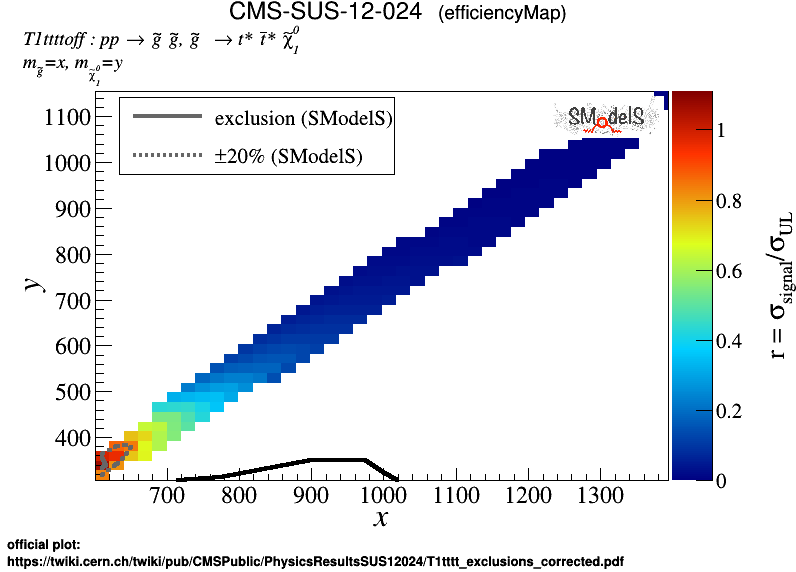 CMS-SUS-12-024 (efficiencyMap)
T1ttttoff : pp → g̃ g̃, g̃ → t* t̄* χ̃₁⁰
m_g̃=x, m_χ̃₁⁰=y
SModelS
exclusion (SModelS)
±20% (SModelS)
1100
1000
900
800
700
600
500
400
y
700 800 900 1000 1100 1200 1300
x
1
0.8
0.6
0.4
0.2
0
r = σ_signal/σ_UL
official plot:
https://twiki.cern.ch/twiki/pub/CMSPublic/PhysicsResultsSUS12024/T1tttt_exclusions_corrected.pdf